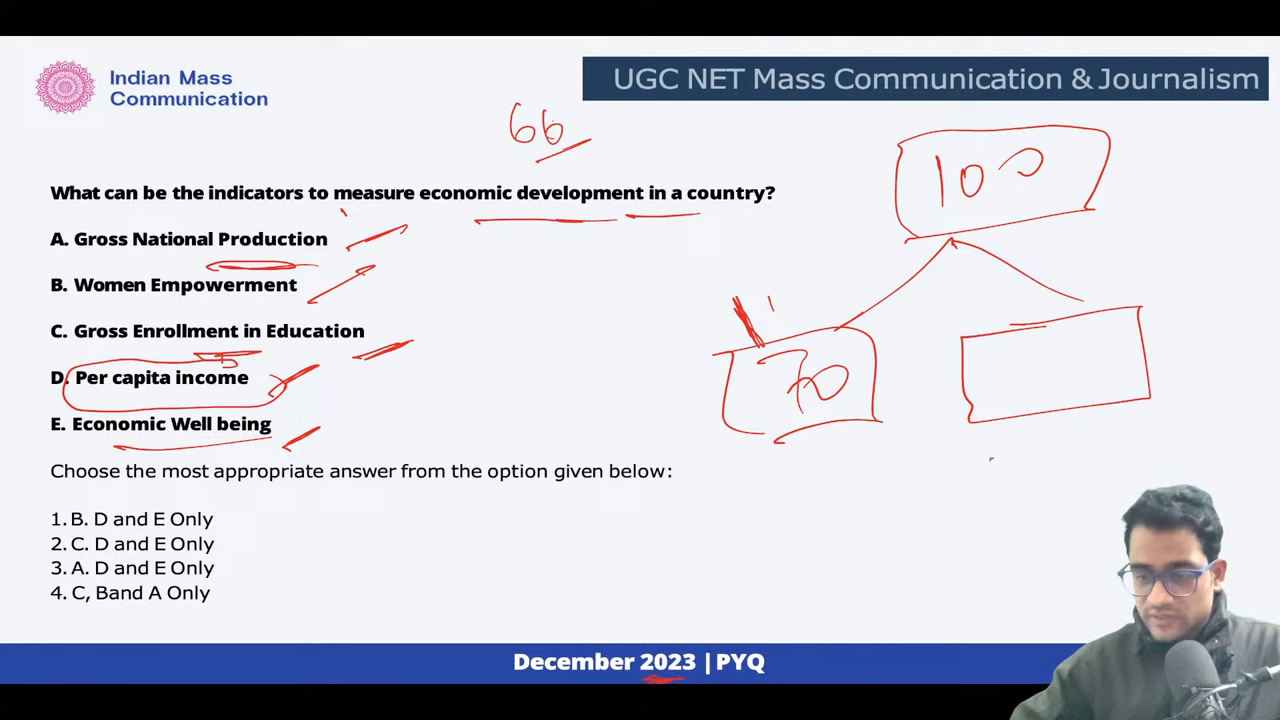 Indian Mass
Communication
UGC NET Mass Communication & Journalism
66
100
What can be the indicators to measure economic development in a country?
A. Gross National Production
B. Women Empowerment
C. Gross Enrollment in Education
D. Per capita income
E. Economic Well being
70
Choose the most appropriate answer from the option given below:
1. B. D and E Only
2. C. D and E Only
3. A. D and E Only
4. C, Band A Only
December 2023 | PYQ